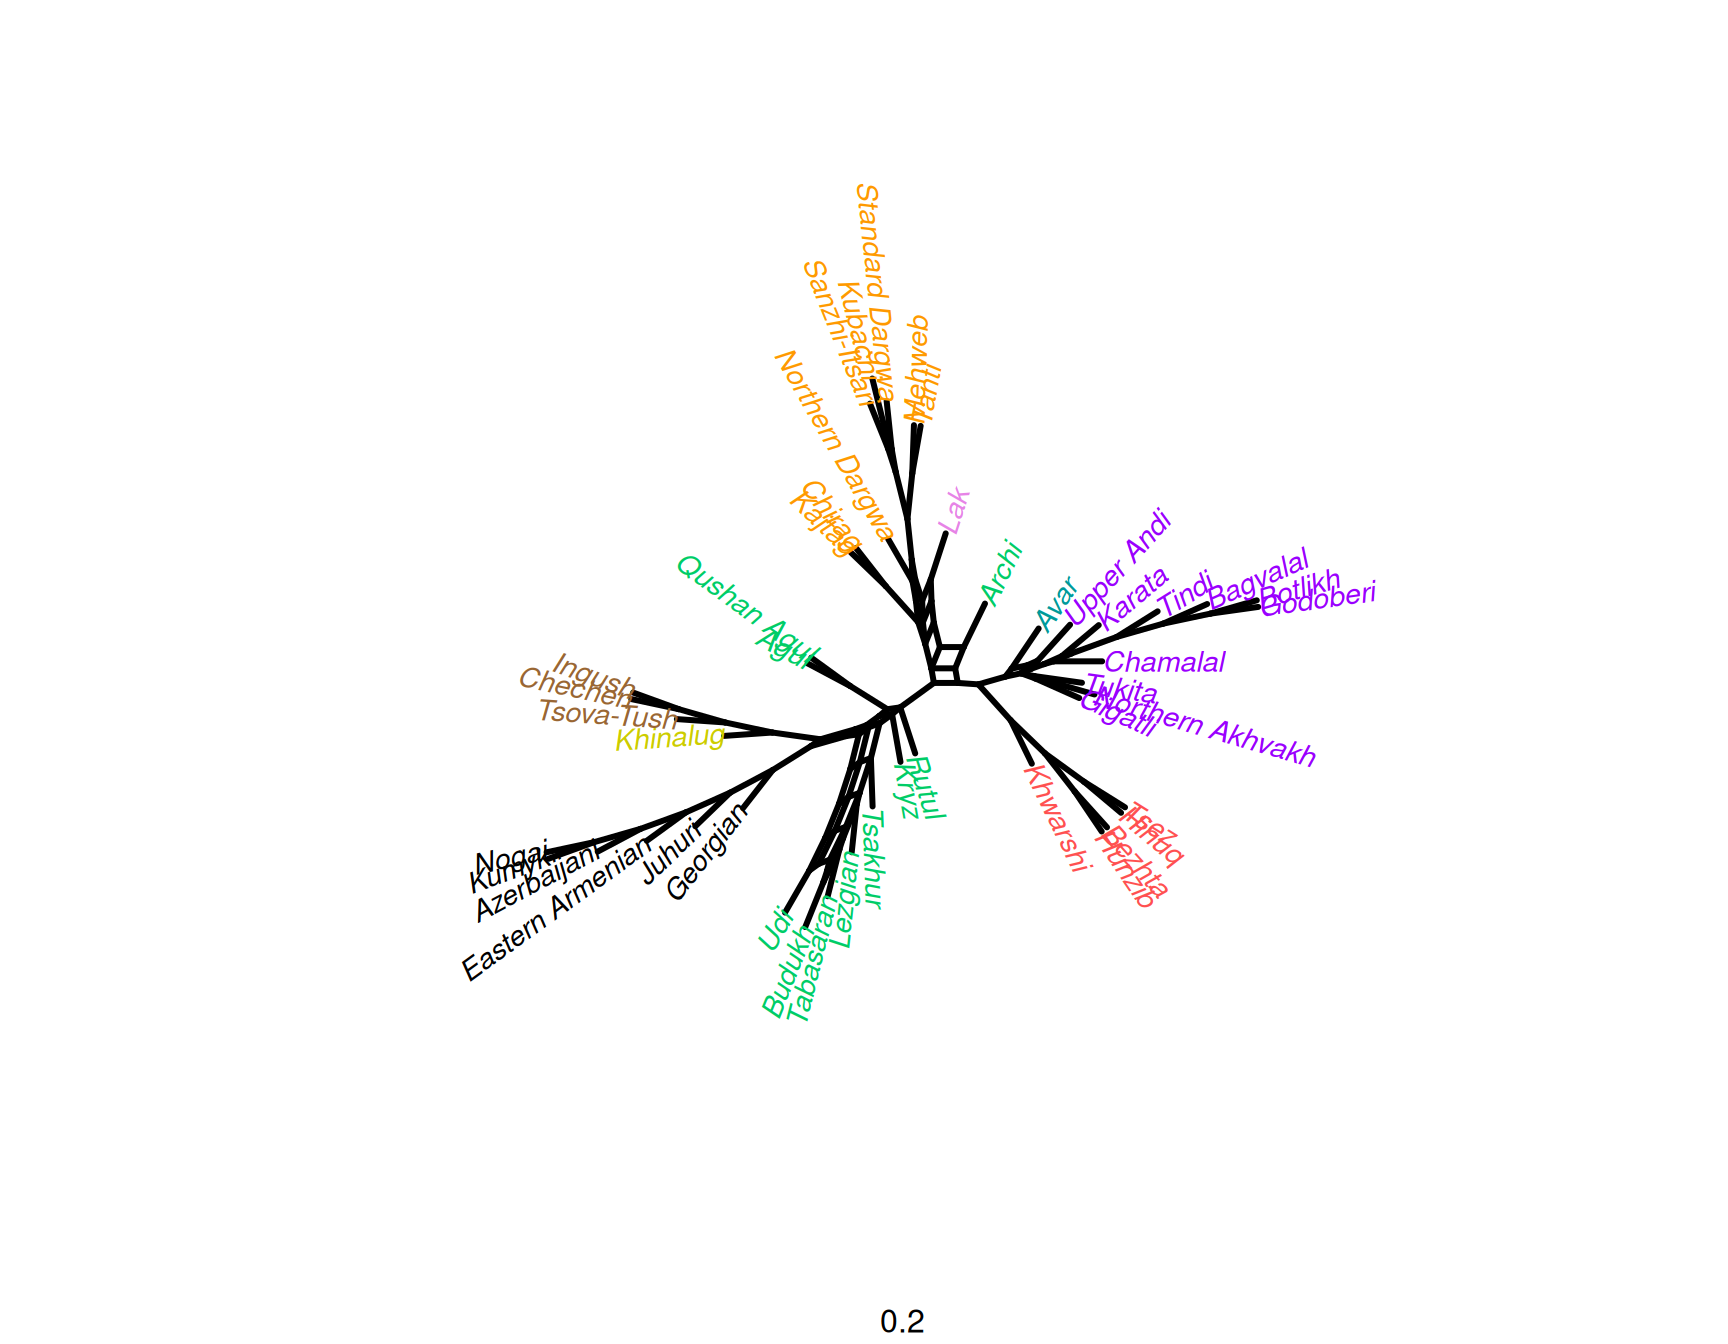 Standard Dargwa
Kubachi
Sanzhi-Itsari
Mehweb
Tanti
Northern Dargwa
Chirag
Kajtag
Lak
Archi
Qushan Agul
Agul
Avar
Upper Andi
Karata
Tindi
Bagvalal
Botlikh
Godoberi
Chamalal
Tukita
Northern Akhvakh
Gigatli
Ingush
Chechen
Tsova-Tush
Khinalug
Rutul
Kryz
Khwarshi
Tsez
Hinuq
Bezhta
Hunzib
Nogai
Kumyk
Azerbaijani
Eastern Armenian
Juhuri
Georgian
Tsakhur
Lezgian
Tabasaran
Budukh
Udi
0.2